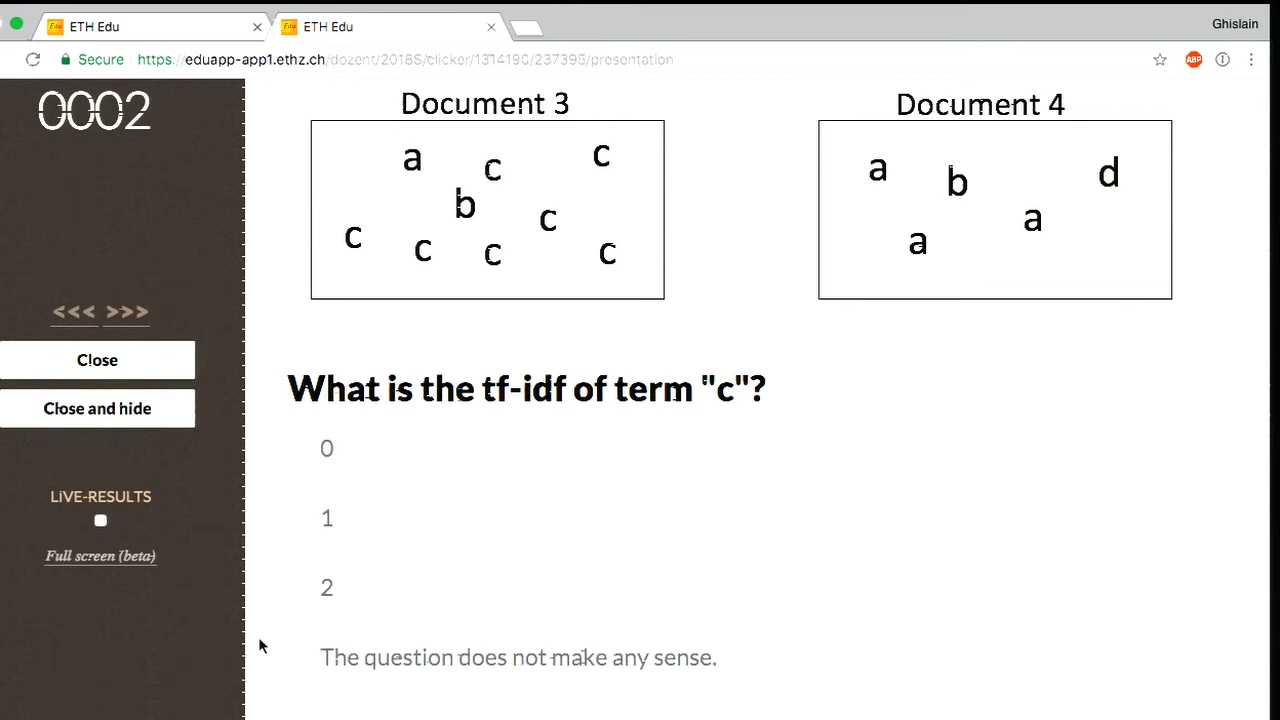 ETH Edu
ETH Edu
Ghislain
Secure https://eduapp-app1.ethz.ch/dozent/2018S/clicker/1314190/237395/presentation
0002
Document 3
Document 4
a c c
b
c
c c c c
a b d
a
a
<<< >>>
Close
Close and hide
What is the tf-idf of term "c"?
0
1
2
The question does not make any sense.
LiVE-RESULTS
Full screen (beta)